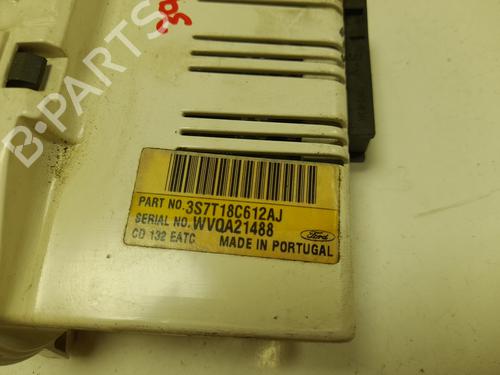 B-PARTS
PART NO. 3S7T18C612AJ
SERIAL NO. WVQA21488
CD 132 EATC
MADE IN PORTUGAL
Ford